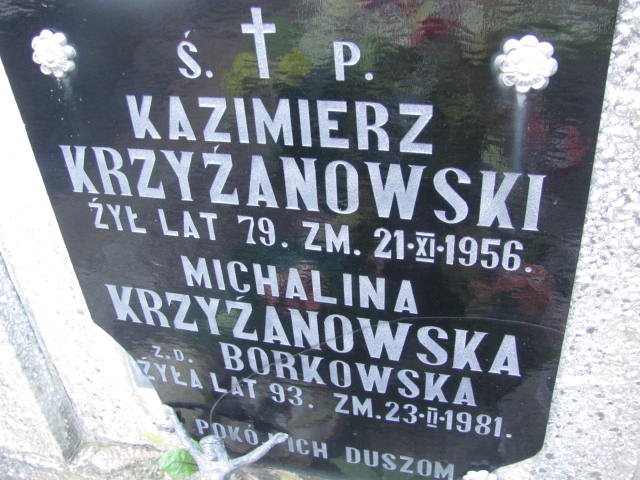 Ś. P.
KAZIMIERZ
KRZYŻANOWSKI
ŻYŁ LAT 79. ZM. 21·XI·1956.
MICHALINA
KRZYŻANOWSKA
Z.D. BORKOWSKA
ŻYŁA LAT 93. ZM. 23·II·1981.
POKÓJ ICH DUSZOM